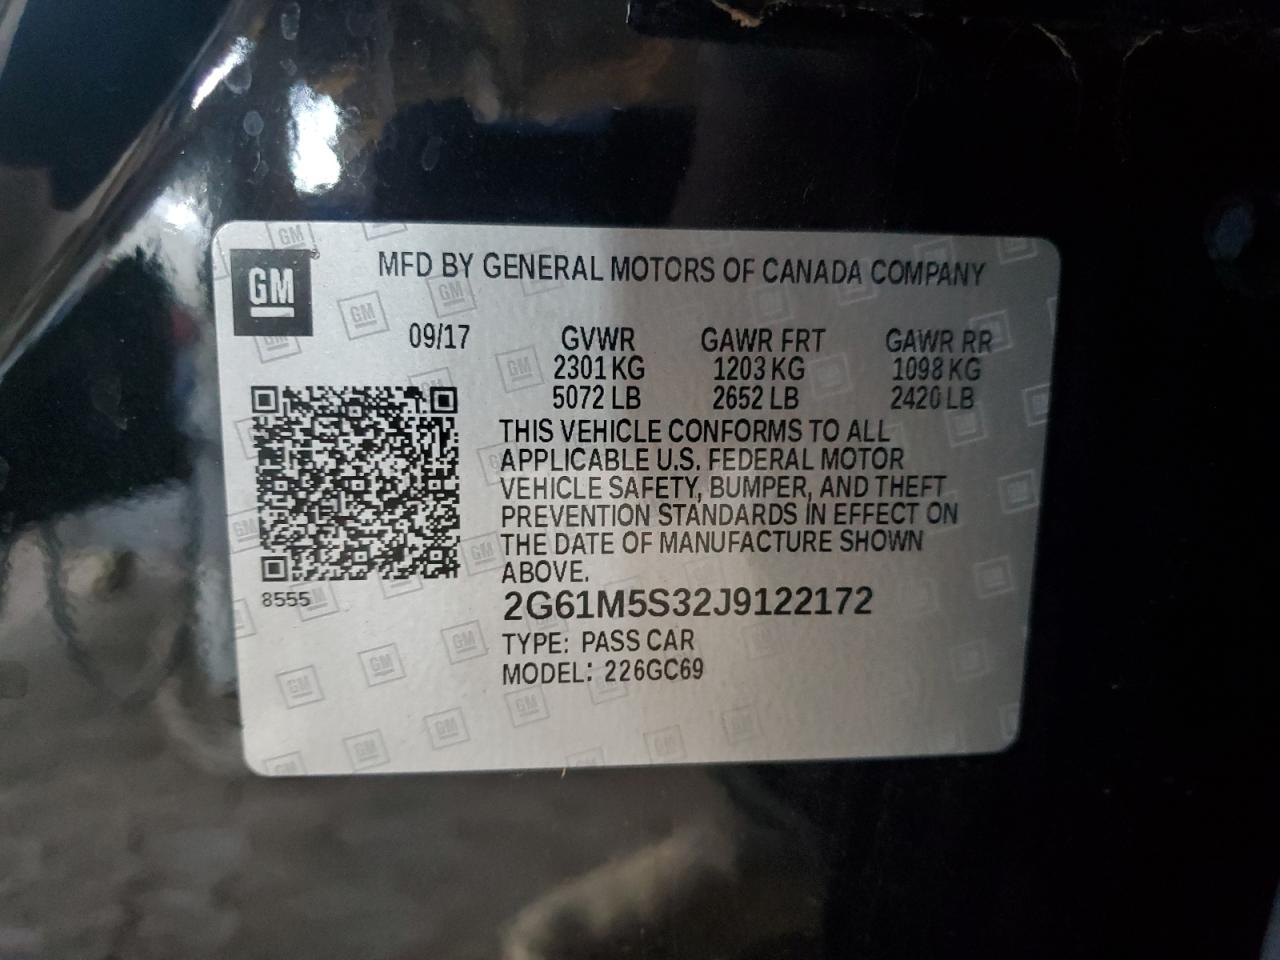 GM
MFD BY GENERAL MOTORS OF CANADA COMPANY
09/17 GVWR GAWR FRT GAWR RR
2301 KG 1203 KG 1098 KG
5072 LB 2652 LB 2420 LB
THIS VEHICLE CONFORMS TO ALL
APPLICABLE U.S. FEDERAL MOTOR
VEHICLE SAFETY, BUMPER, AND THEFT
PREVENTION STANDARDS IN EFFECT ON
THE DATE OF MANUFACTURE SHOWN
ABOVE.
8555
2G61M5S32J9122172
TYPE: PASS CAR
MODEL: 226GC69